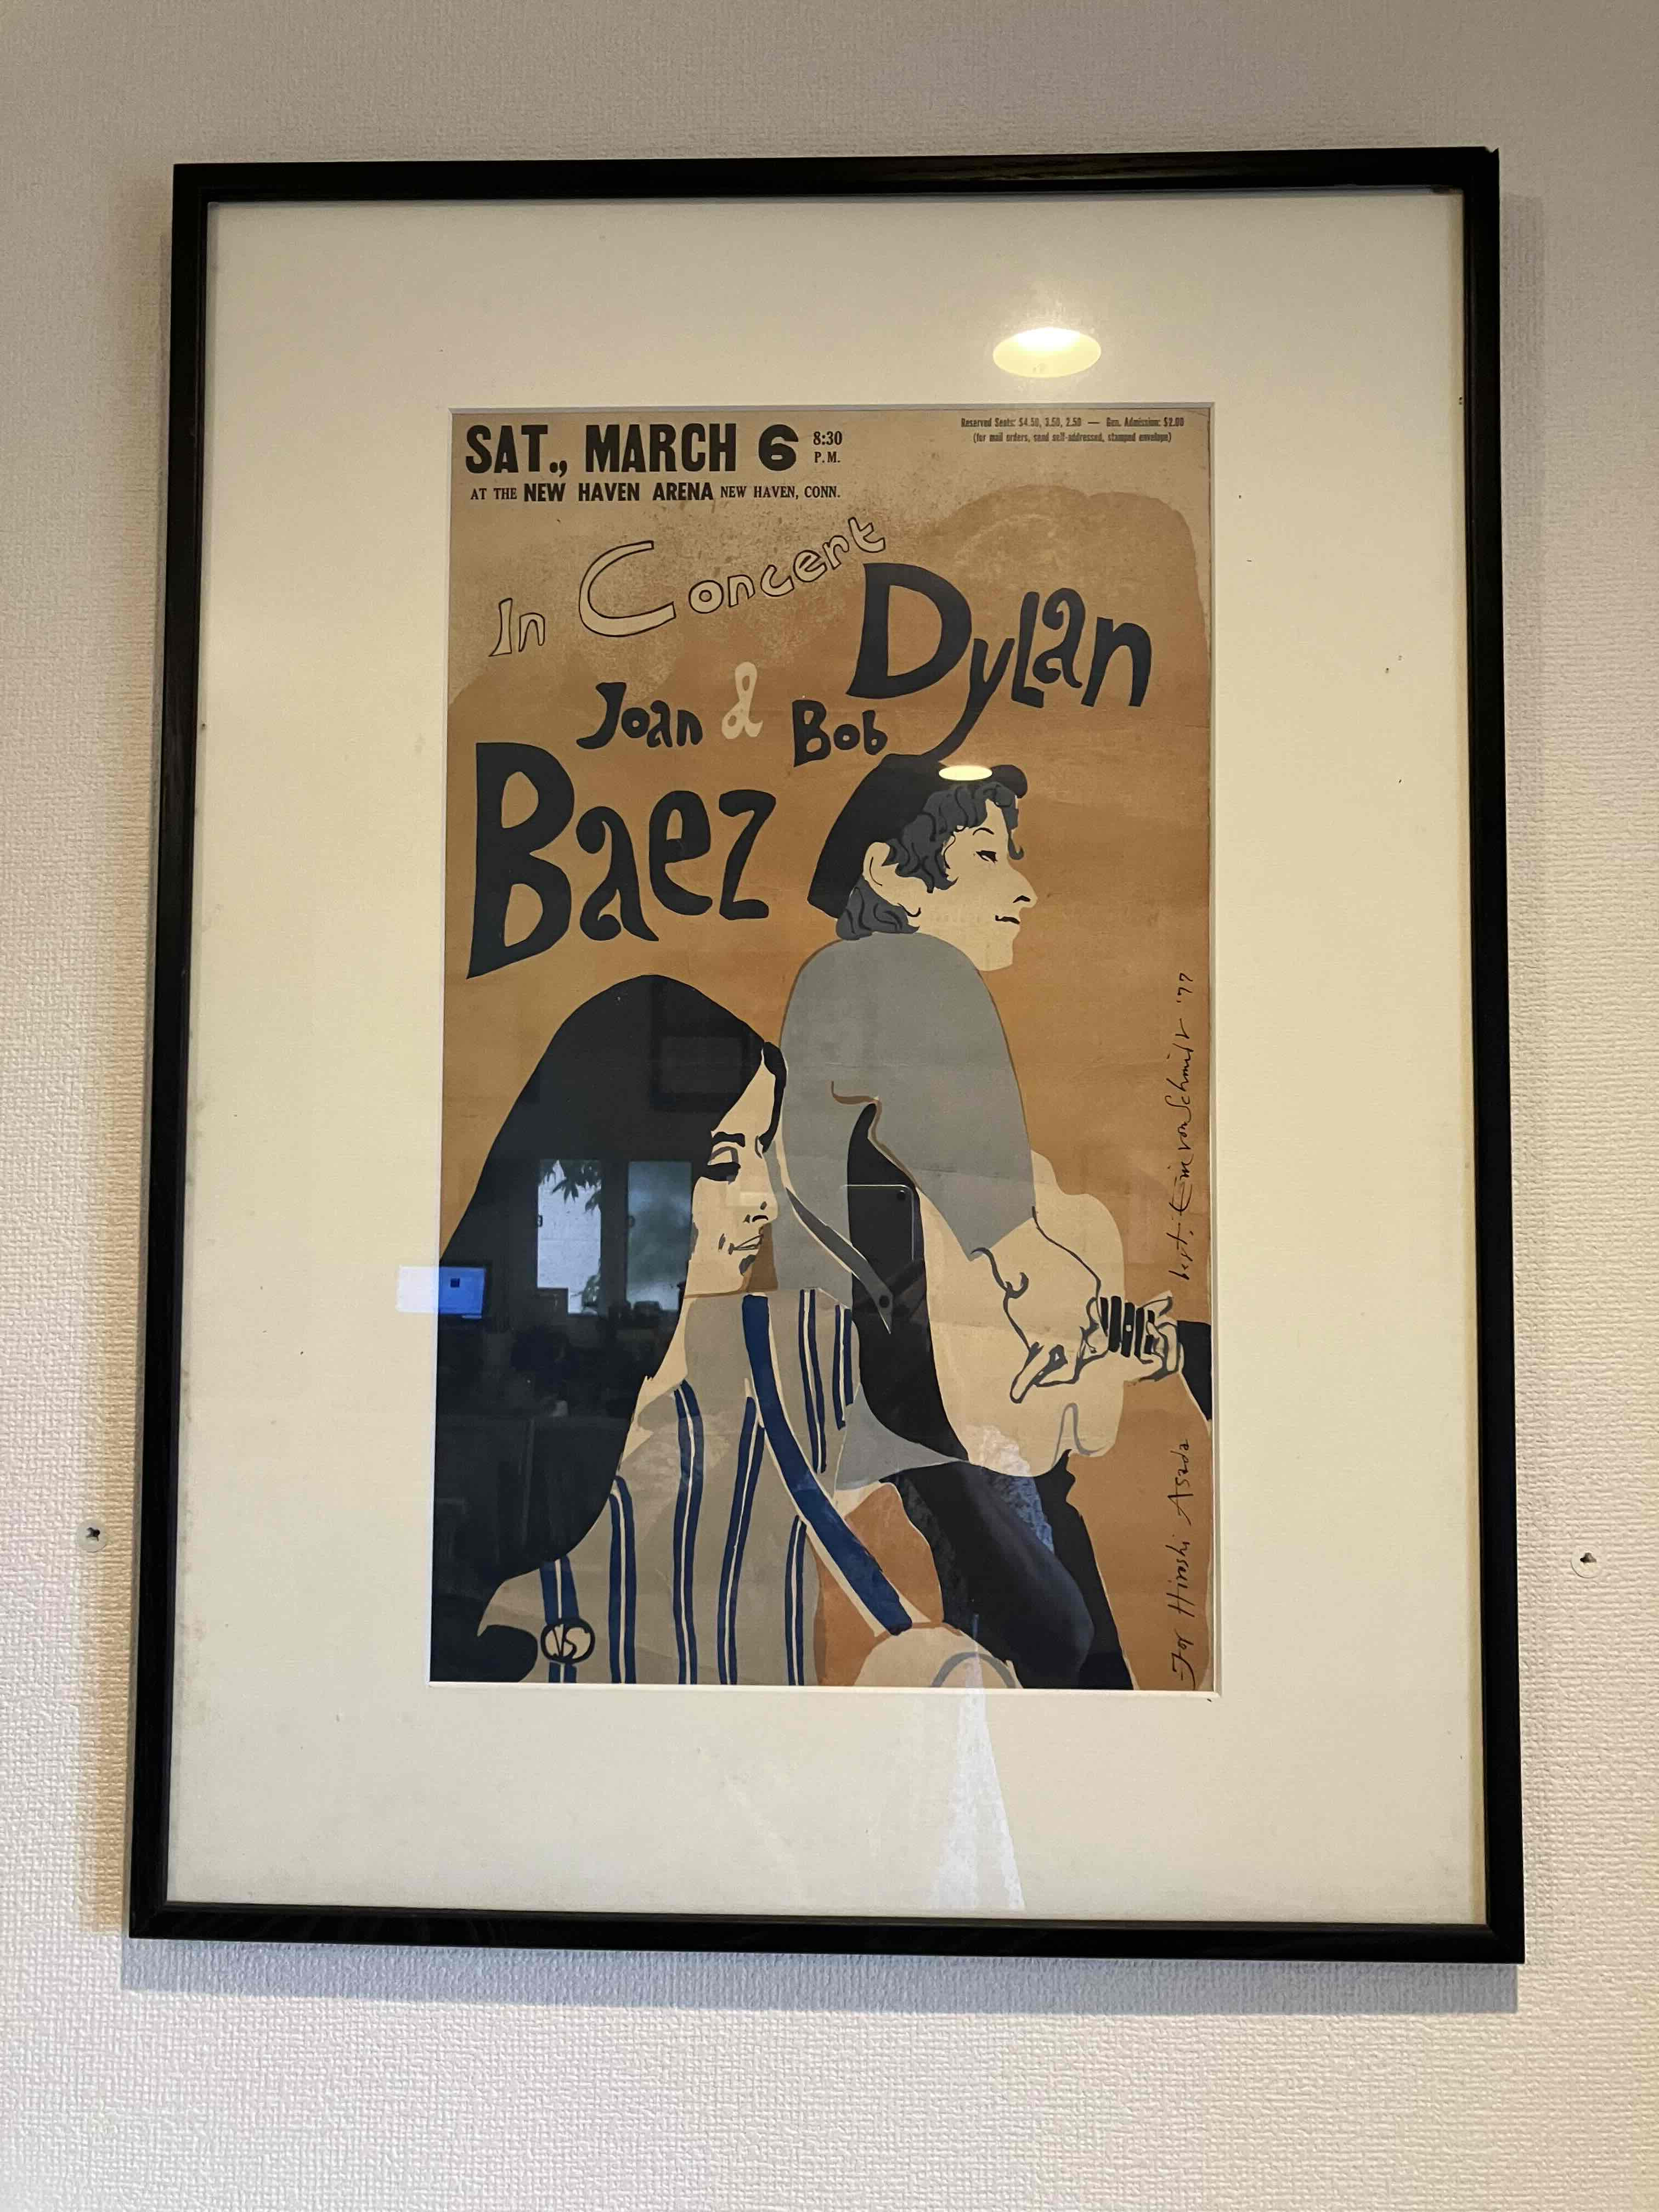 SAT., MARCH 6 8:30 P.M.
AT THE NEW HAVEN ARENA NEW HAVEN, CONN.
Reserved Seats: $4.50, 3.50, 2.50 — Gen. Admission: $2.00
(for mail orders, send self-addressed, stamped envelope)
In Concert
Joan & Bob
Baez
Dylan
For Hiroshi Asada
best, Eric von Schmidt '77
VS